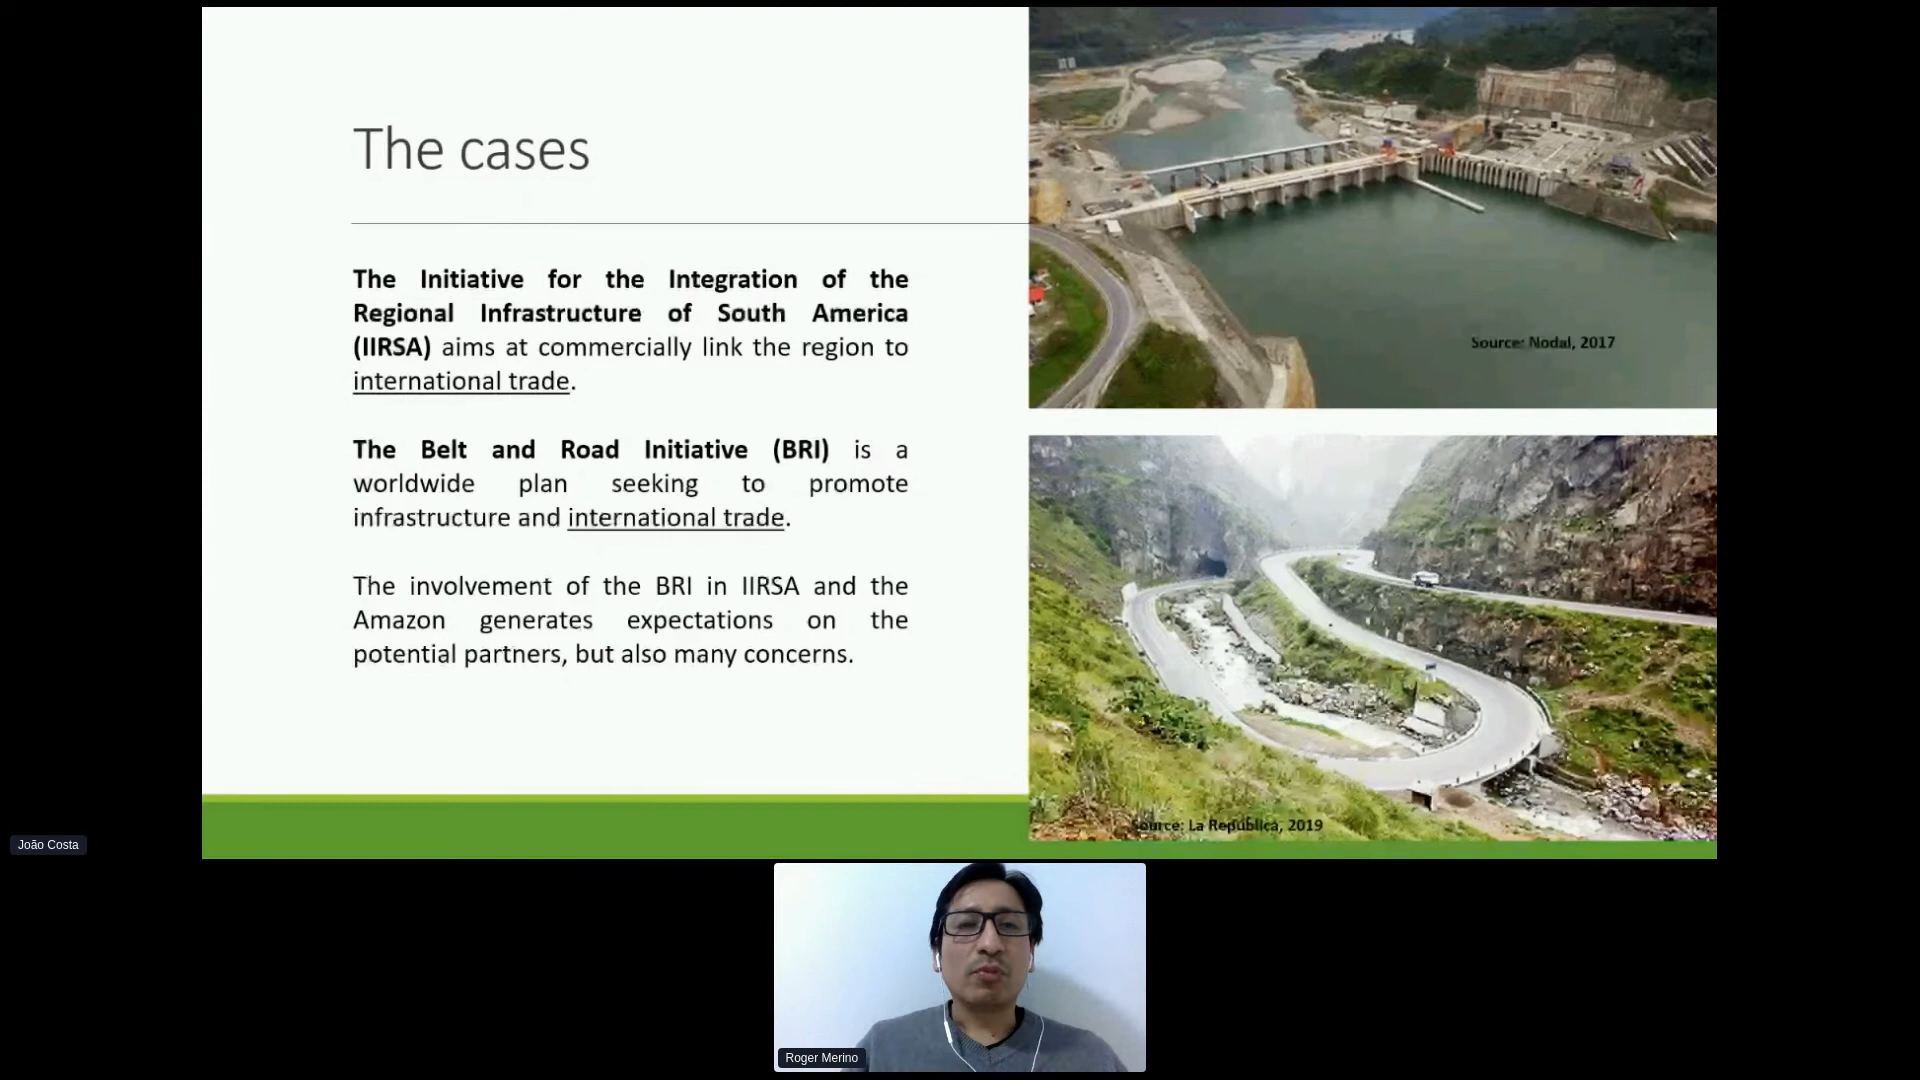 The cases
The Initiative for the Integration of the
Regional Infrastructure of South America
(IIRSA) aims at commercially link the region to
international trade.
The Belt and Road Initiative (BRI) is a
worldwide plan seeking to promote
infrastructure and international trade.
The involvement of the BRI in IIRSA and the
Amazon generates expectations on the
potential partners, but also many concerns.
Source: Nodal, 2017
Source: La República, 2019
João Costa
Roger Merino